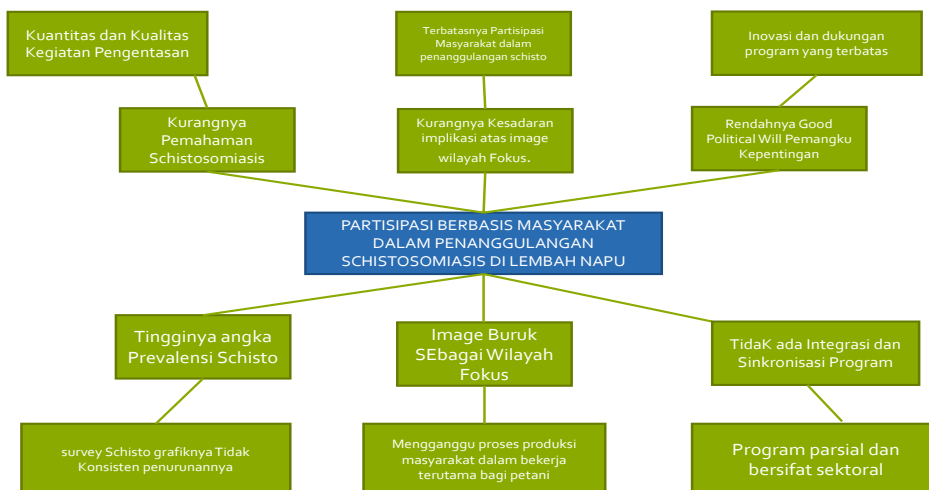 Kuantitas dan Kualitas
Kegiatan Pengentasan
Terbatasnya Partisipasi
Masyarakat dalam
penanggulangan schisto
Inovasi dan dukungan
program yang terbatas
Kurangnya
Pemahaman
Schistosomiasis
Kurangnya Kesadaran
implikasi atas image
wilayah Fokus.
Rendahnya Good
Political Will Pemangku
Kepentingan
PARTISIPASI BERBASIS MASYARAKAT
DALAM PENANGGULANGAN
SCHISTOSOMIASIS DI LEMBAH NAPU
Tingginya angka
Prevalensi Schisto
Image Buruk
SEbagai Wilayah
Fokus
TidaK ada Integrasi dan
Sinkronisasi Program
survey Schisto grafiknya Tidak
Konsisten penurunannya
Mengganggu proses produksi
masyarakat dalam bekerja
terutama bagi petani
Program parsial dan
bersifat sektoral